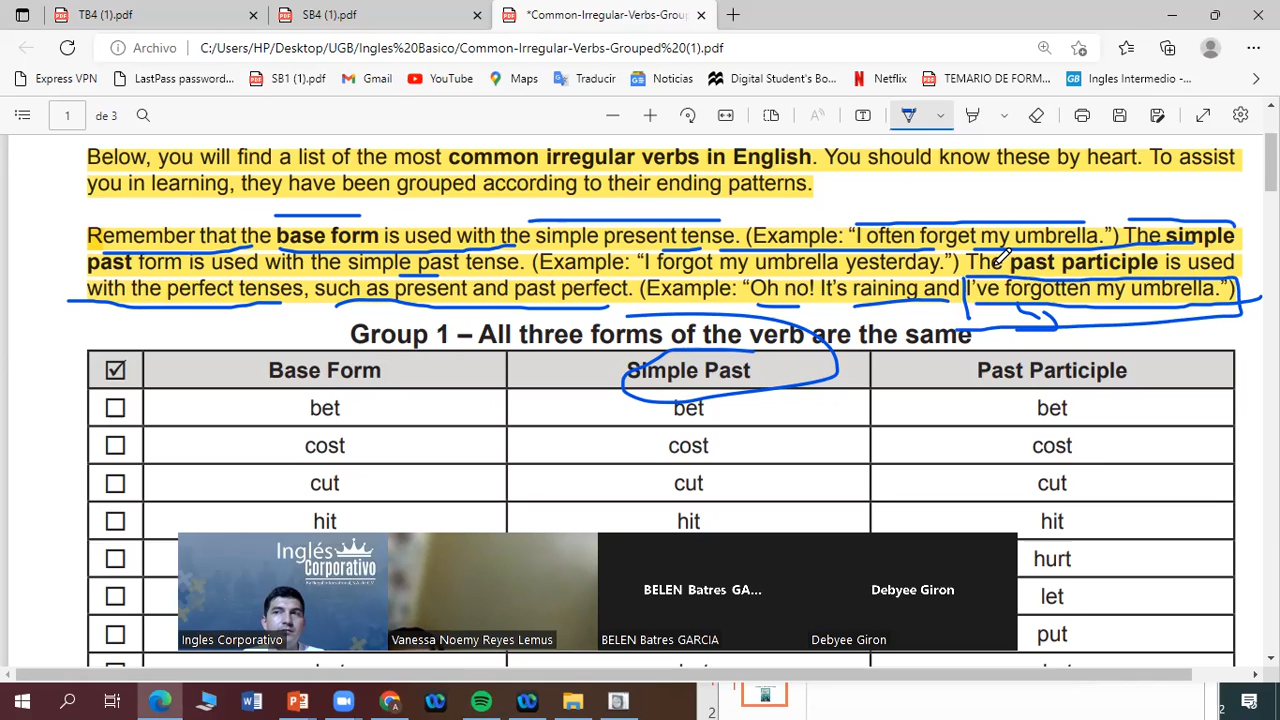 TB4 (1).pdf
SB4 (1).pdf
*Common-Irregular-Verbs-Grou
Archivo
C:/Users/HP/Desktop/UGB/Ingles%20Basico/Common-Irregular-Verbs-Grouped%20(1).pdf
Express VPN
LastPass password...
SB1 (1).pdf
Gmail
YouTube
Maps
Traducir
Noticias
Digital Student's Bo...
Netflix
TEMARIO DE FORM...
Ingles Intermedio -...
1
de 3
Below, you will find a list of the most common irregular verbs in English. You should know these by heart. To assist
you in learning, they have been grouped according to their ending patterns.
Remember that the base form is used with the simple present tense. (Example: “I often forget my umbrella.”) The simple
past form is used with the simple past tense. (Example: “I forgot my umbrella yesterday.”) The past participle is used
with the perfect tenses, such as present and past perfect. (Example: “Oh no! It’s raining and I’ve forgotten my umbrella.”)
Group 1 – All three forms of the verb are the same
Base Form Simple Past Past Participle
bet bet bet
cost cost cost
cut cut cut
hit hit hit
hurt
let
put
Inglés
Corporativo
BELEN Batres GA...
Debyee Giron
Ingles Corporativo
Vanessa Noemy Reyes Lemus
BELEN Batres GARCIA
Debyee Giron
1
2
2